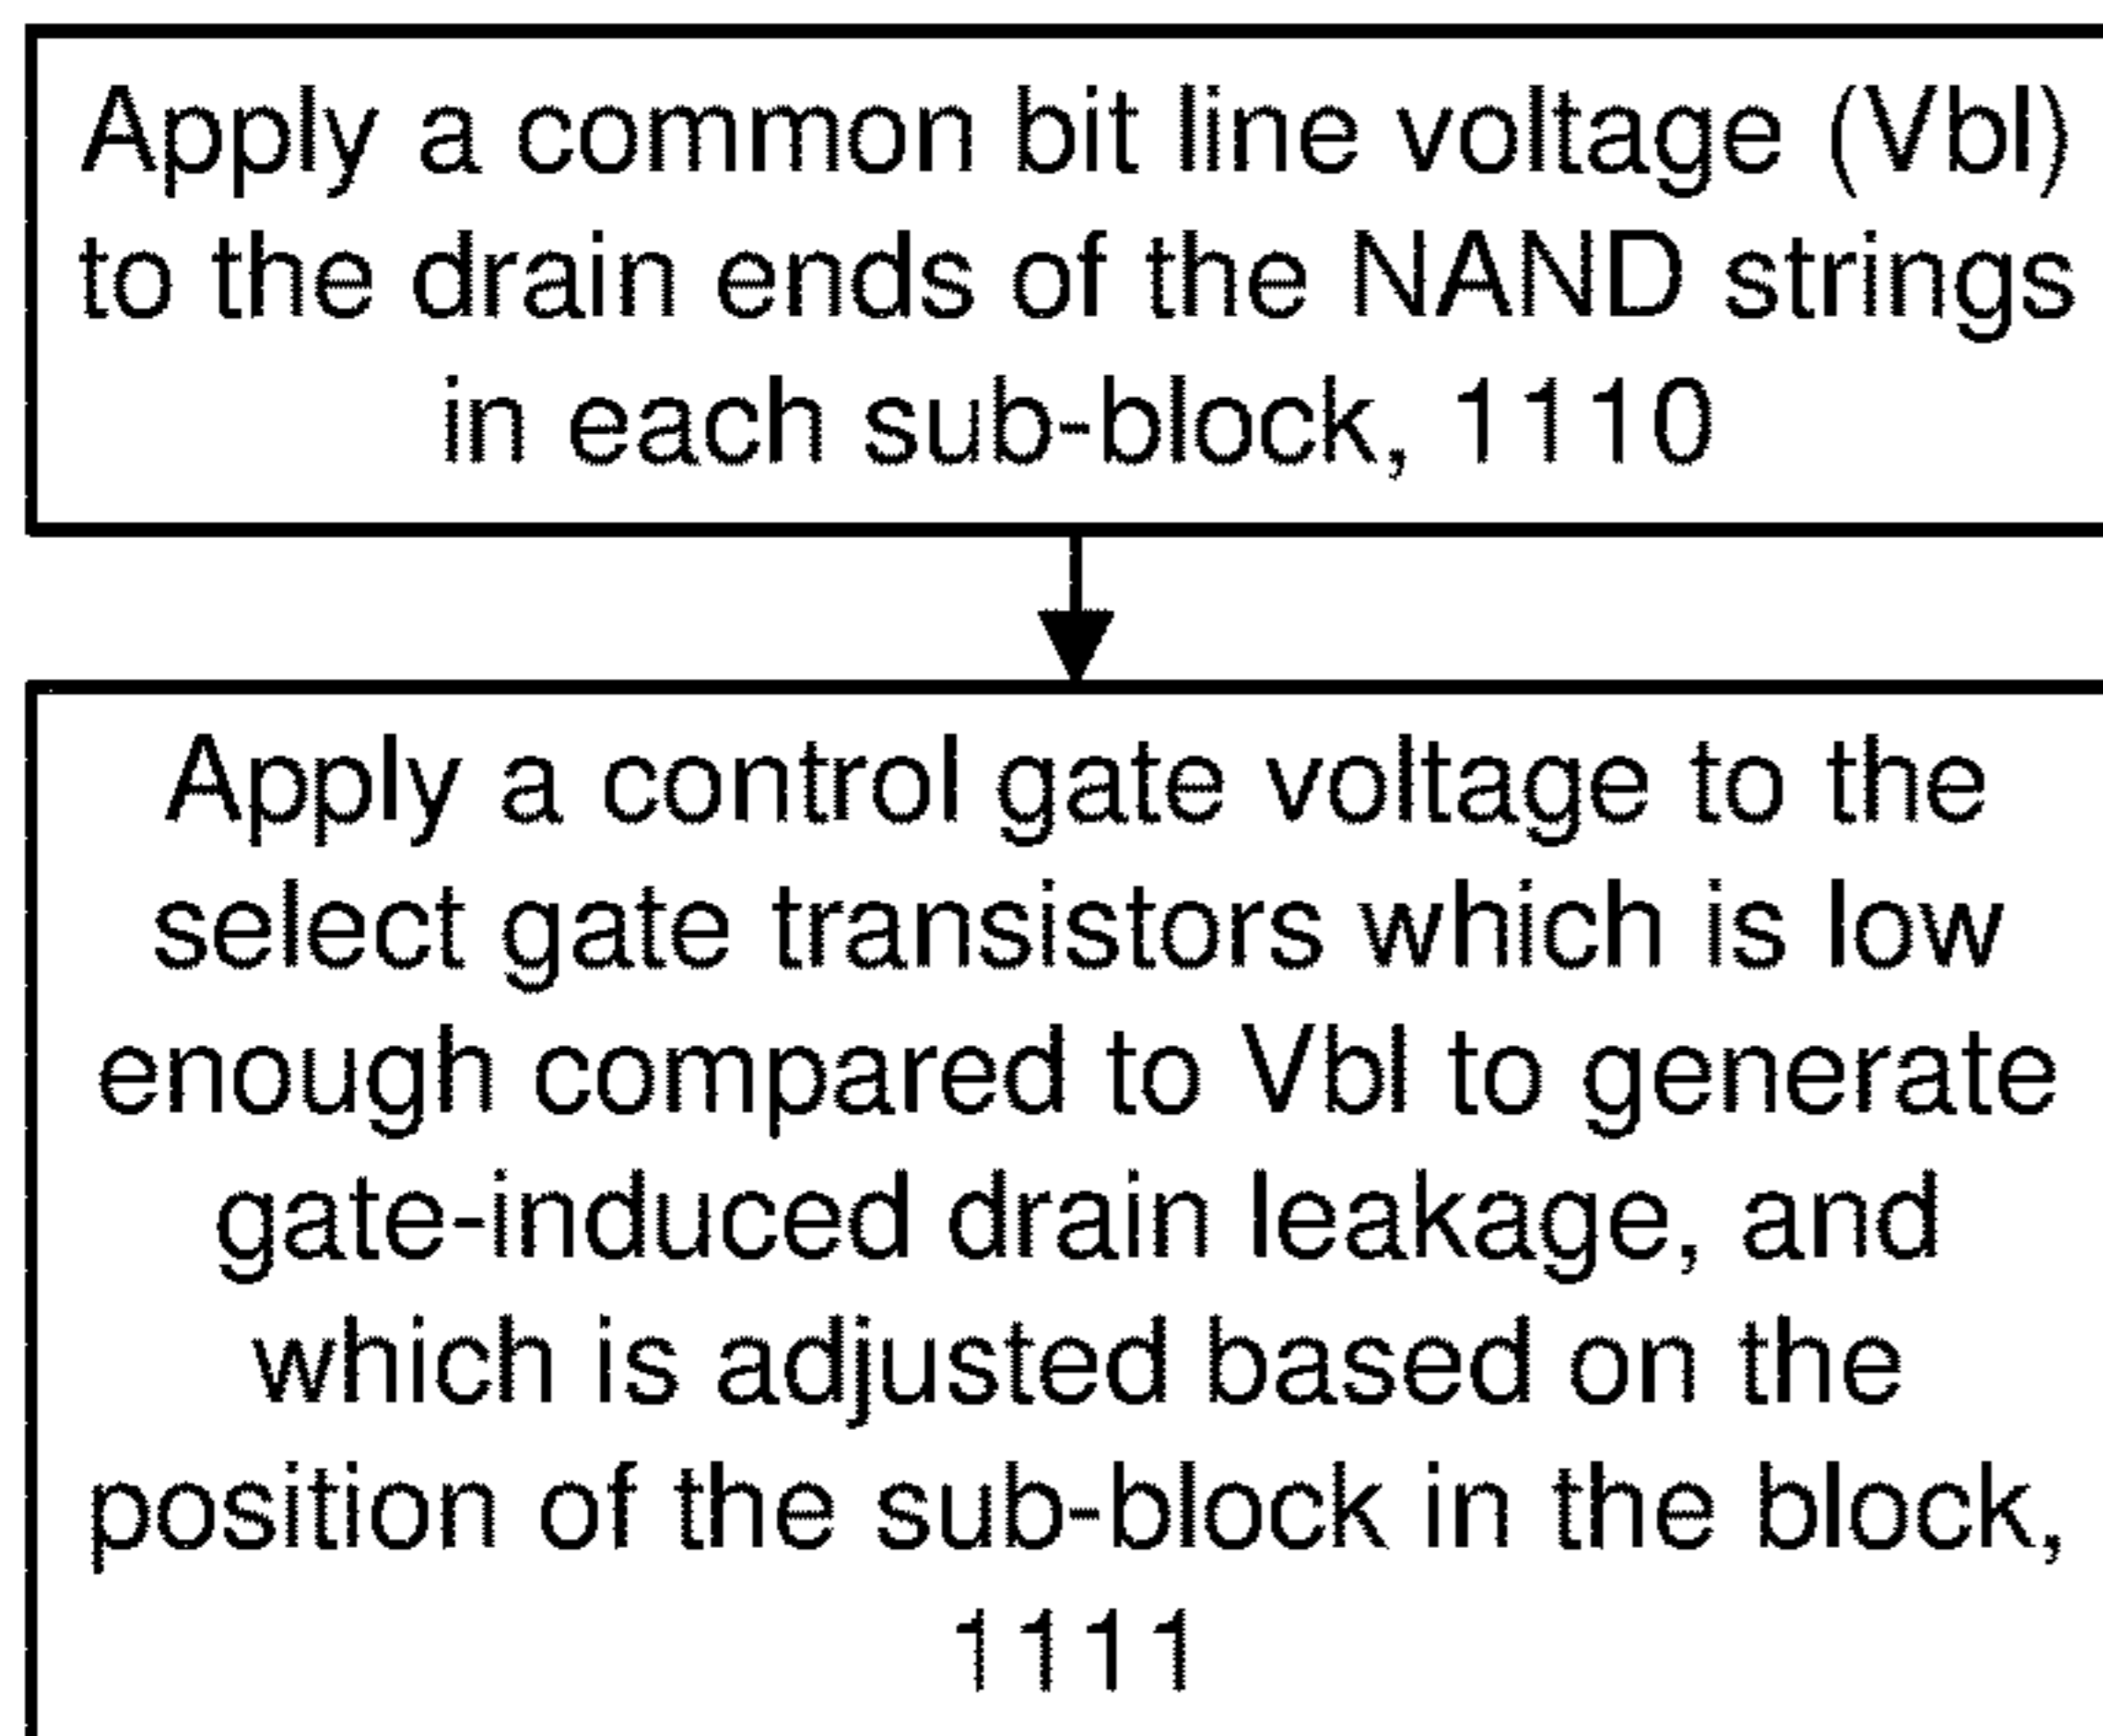 Apply a common bit line voltage (Vbl)
to the drain ends of the NAND strings
in each sub-block, 1110
Apply a control gate voltage to the
select gate transistors which is low
enough compared to Vbl to generate
gate-induced drain leakage, and
which is adjusted based on the
position of the sub-block in the block,
1111